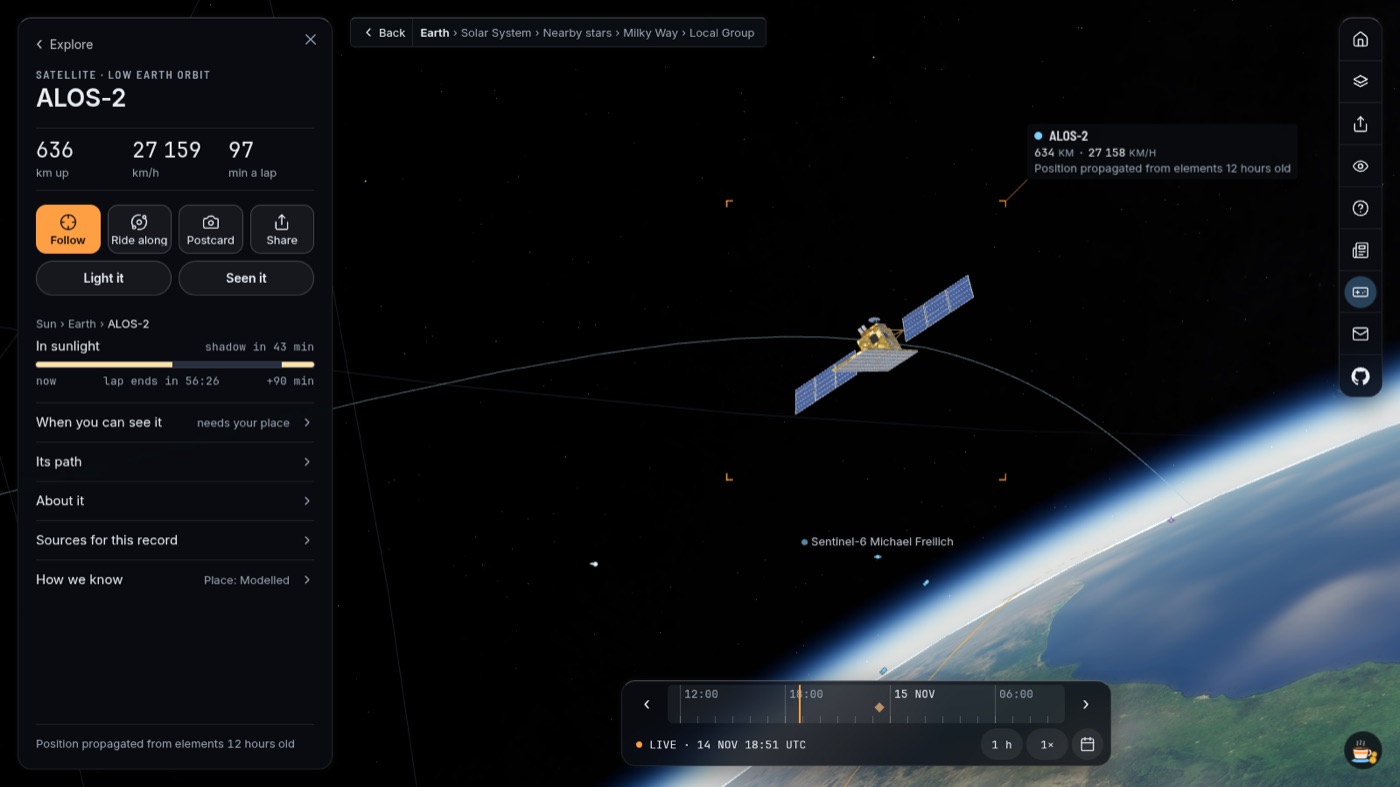 Explore
SATELLITE · LOW EARTH ORBIT
ALOS-2
636
km up
27 159
km/h
97
min a lap
Follow
Ride along
Postcard
Share
Light it
Seen it
Sun › Earth › ALOS-2
In sunlight
shadow in 43 min
now
lap ends in 56:26
+90 min
When you can see it
needs your place
Its path
About it
Sources for this record
How we know
Place: Modelled
Position propagated from elements 12 hours old
Back
Earth › Solar System › Nearby stars › Milky Way › Local Group
ALOS-2
634 KM · 27 158 KM/H
Position propagated from elements 12 hours old
Sentinel-6 Michael Freilich
12:00
18:00
15 NOV
06:00
LIVE · 14 NOV 18:51 UTC
1 h
1×